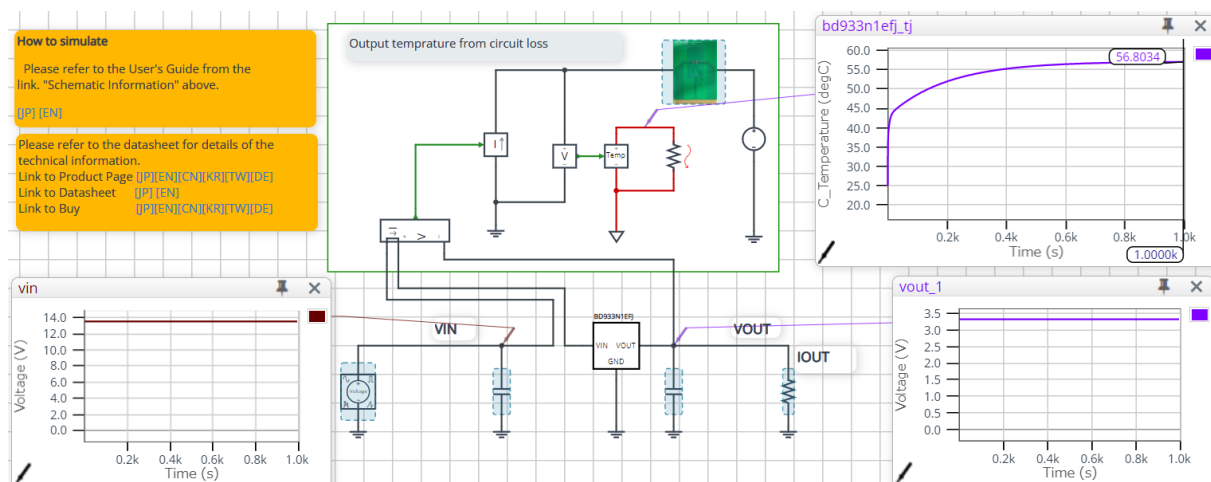 How to simulate
Please refer to the User's Guide from the
link. "Schematic Information" above.
[JP] [EN]
Please refer to the datasheet for details of the
technical information.
Link to Product Page [JP][EN][CN][KR][TW][DE]
Link to Datasheet [JP] [EN]
Link to Buy [JP][EN][CN][KR][TW][DE]
Output temprature from circuit loss
I
V
Temp
I
V
bd933n1efj_tj
60.0
55.0
50.0
45.0
40.0
35.0
30.0
25.0
20.0
C_Temperature (degC)
56.8034
0.2k
0.4k
0.6k
0.8k
1.0k
Time (s)
1.0000k
vin
14.0
12.0
10.0
8.0
6.0
4.0
2.0
0.0
Voltage (V)
0.2k
0.4k
0.6k
0.8k
1.0k
Time (s)
VIN
Voltage
BD933N1EFJ
VIN VOUT
GND
VOUT
IOUT
vout_1
3.5
3.0
2.5
2.0
1.5
1.0
0.5
0.0
Voltage (V)
0.2k
0.4k
0.6k
0.8k
1.0k
Time (s)